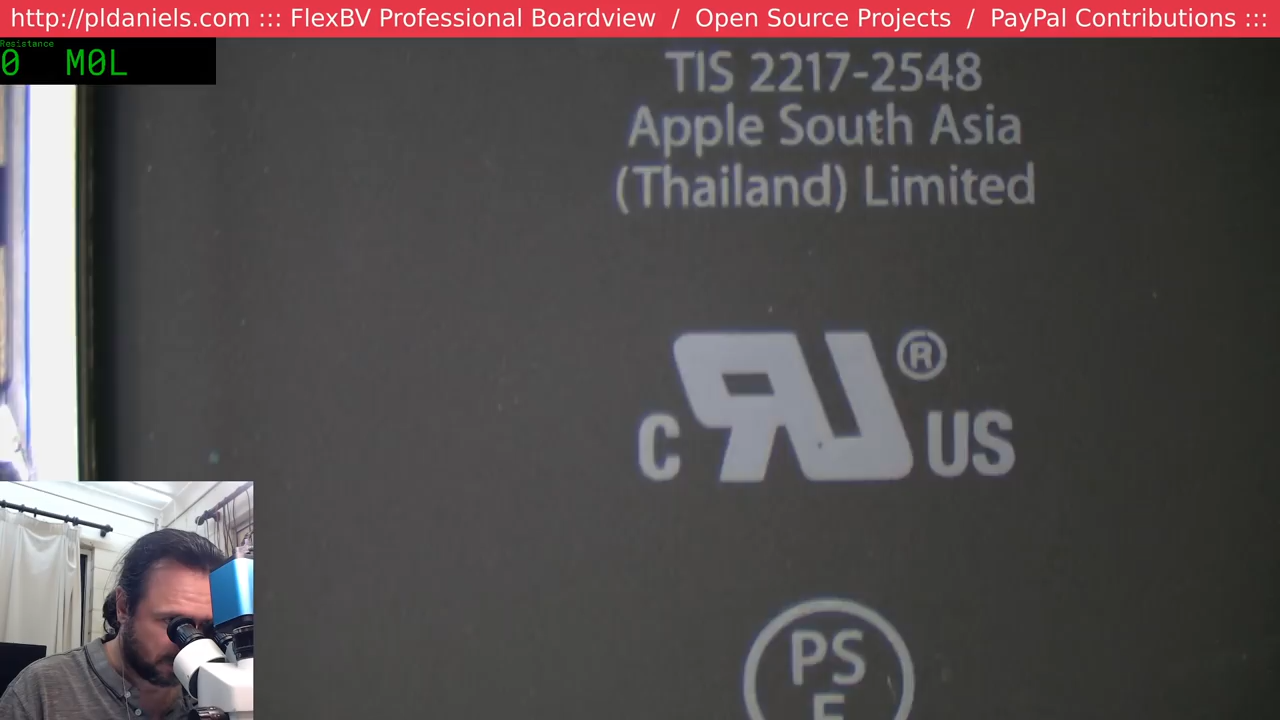 http://pldaniels.com ::: FlexBV Professional Boardview / Open Source Projects / PayPal Contributions :::
Resistance
0 M0L
TIS 2217-2548
Apple South Asia
(Thailand) Limited
®
C US
PS
E